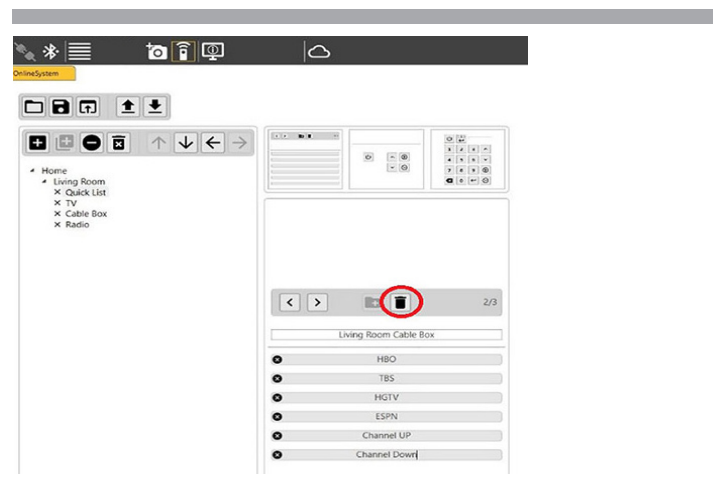 OnlineSystem
Home
Living Room
Quick List
TV
Cable Box
Radio
2/3
Living Room Cable Box
HBO
TBS
HGTV
ESPN
Channel UP
Channel Down